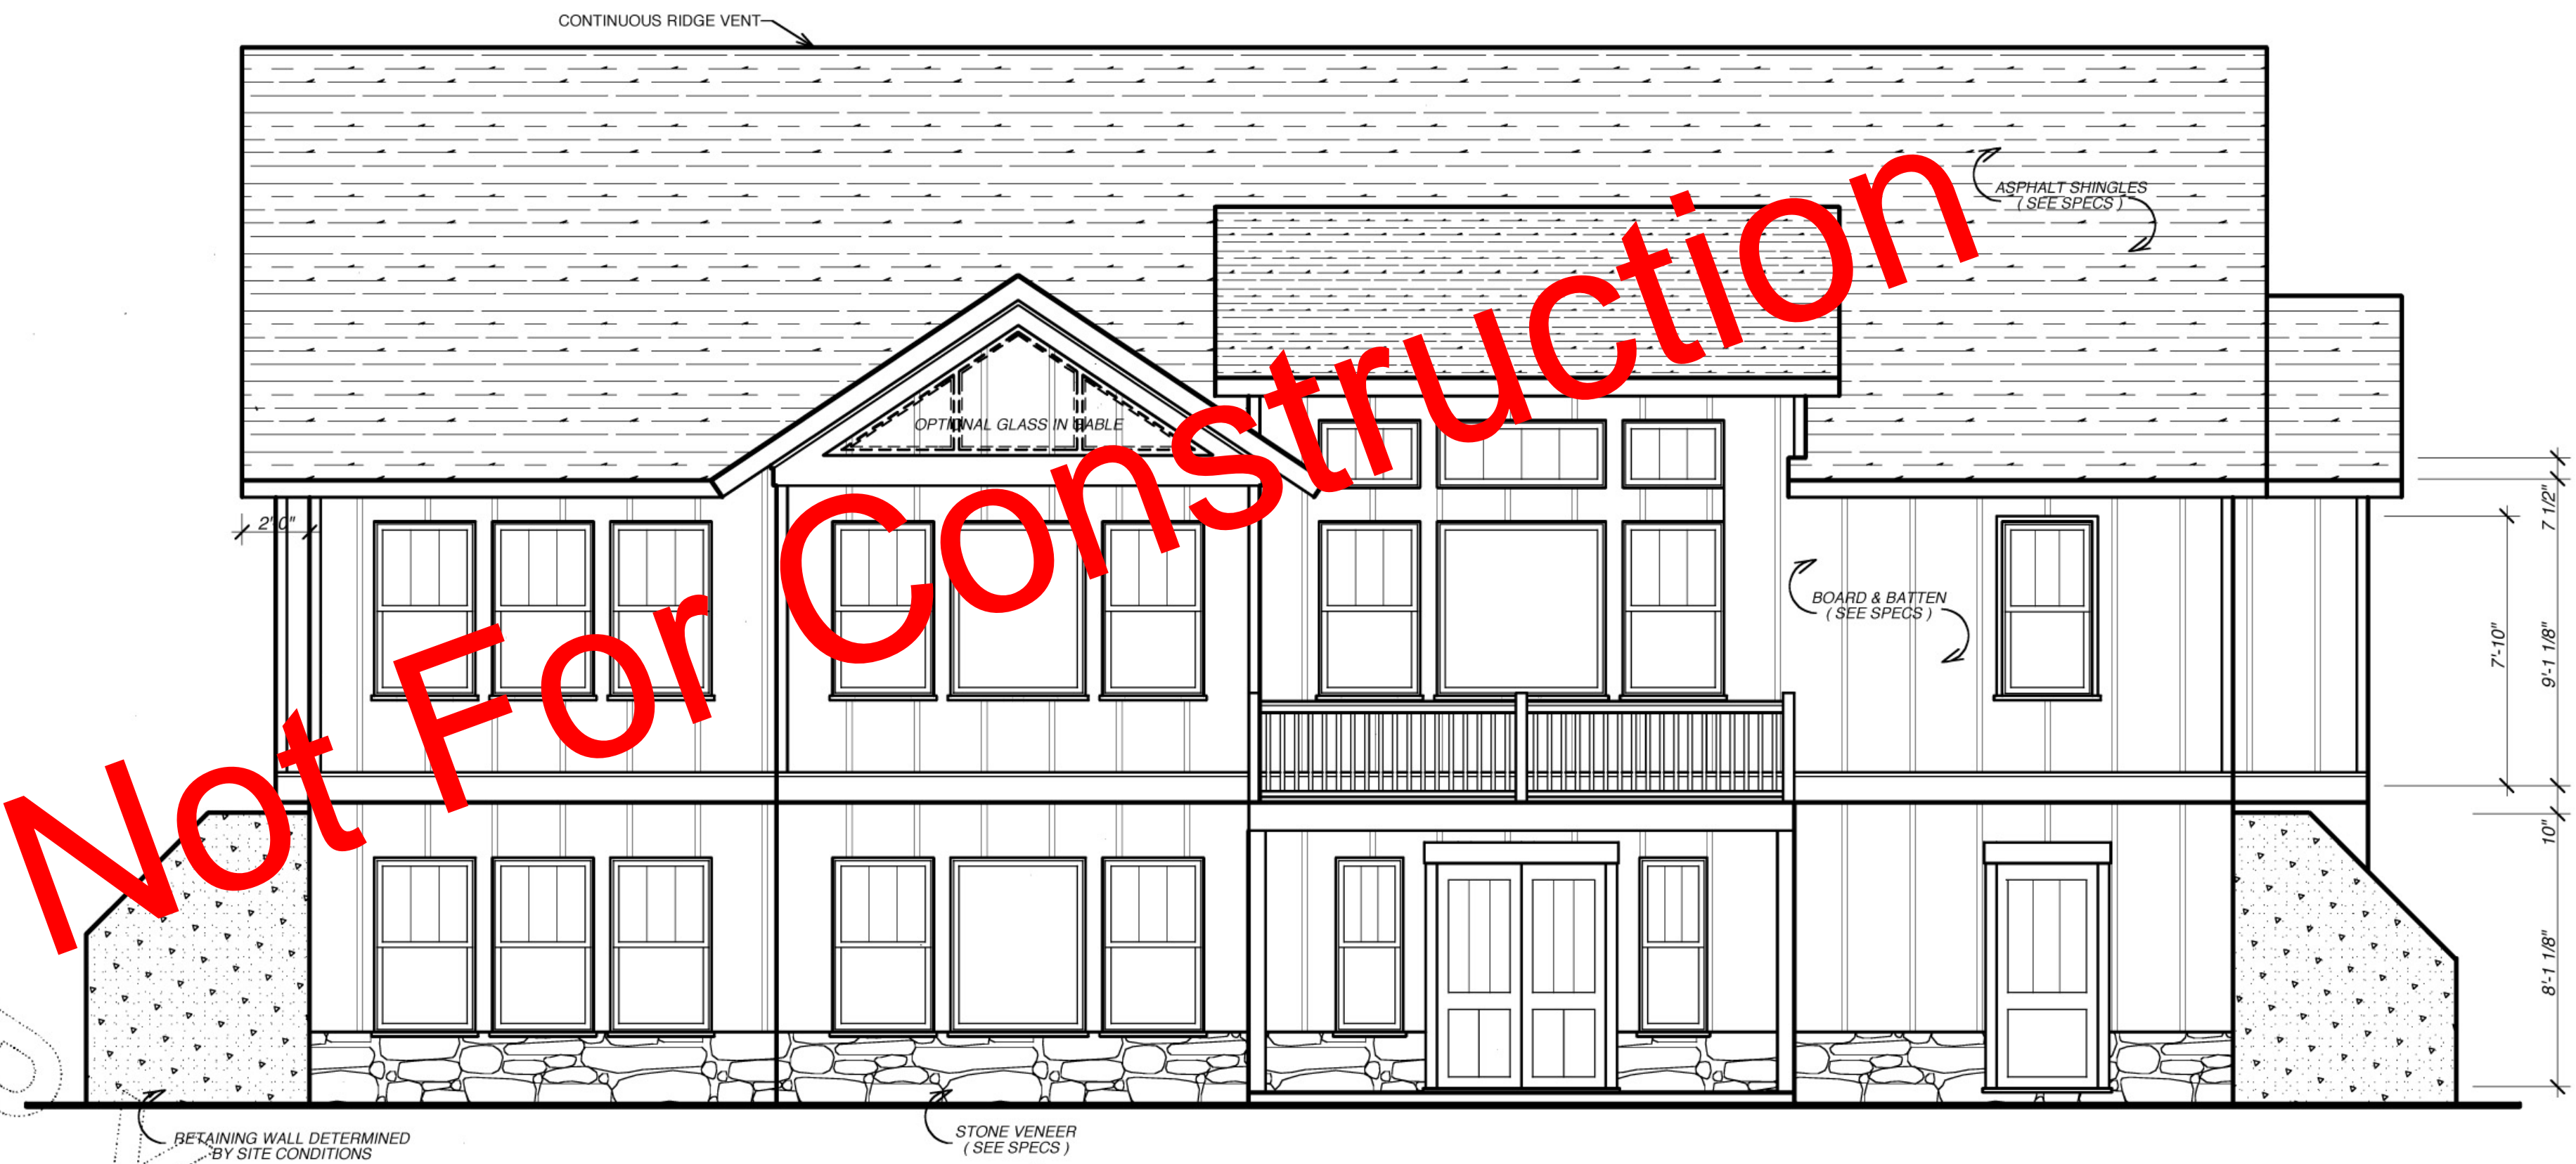 CONTINUOUS RIDGE VENT
ASPHALT SHINGLES
( SEE SPECS )
OPTIONAL GLASS IN GABLE
2'-0"
7 1/2"
BOARD & BATTEN
( SEE SPECS )
7'-10"
9'-1 1/8"
10"
8'-1 1/8"
Not For Construction
RETAINING WALL DETERMINED
BY SITE CONDITIONS
STONE VENEER
( SEE SPECS )